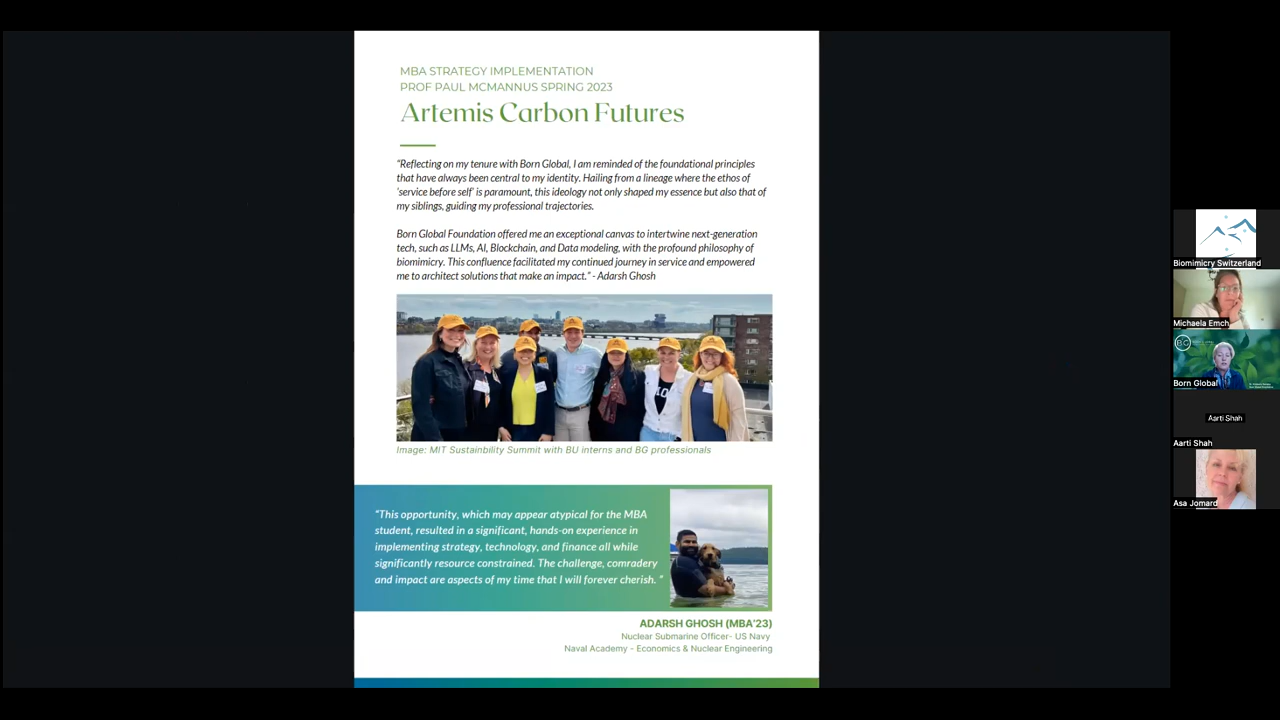 MBA STRATEGY IMPLEMENTATION
PROF PAUL MCMANNUS SPRING 2023
Artemis Carbon Futures
“Reflecting on my tenure with Born Global, I am reminded of the foundational principles
that have always been central to my identity. Hailing from a lineage where the ethos of
'service before self' is paramount, this ideology not only shaped my essence but also that of
my siblings, guiding my professional trajectories.
Born Global Foundation offered me an exceptional canvas to intertwine next-generation
tech, such as LLMs, AI, Blockchain, and Data modeling, with the profound philosophy of
biomimicry. This confluence facilitated my continued journey in service and empowered
me to architect solutions that make an impact.” - Adarsh Ghosh
Image: MIT Sustainbility Summit with BU interns and BG professionals
“This opportunity, which may appear atypical for the MBA
student, resulted in a significant, hands-on experience in
implementing strategy, technology, and finance all while
significantly resource constrained. The challenge, comradery
and impact are aspects of my time that I will forever cherish. ”
ADARSH GHOSH (MBA'23)
Nuclear Submarine Officer- US Navy
Naval Academy - Economics & Nuclear Engineering
Biomimicry Switzerland
Michaela Emch
Born Global
Aarti Shah
Aarti Shah
Asa Jomard